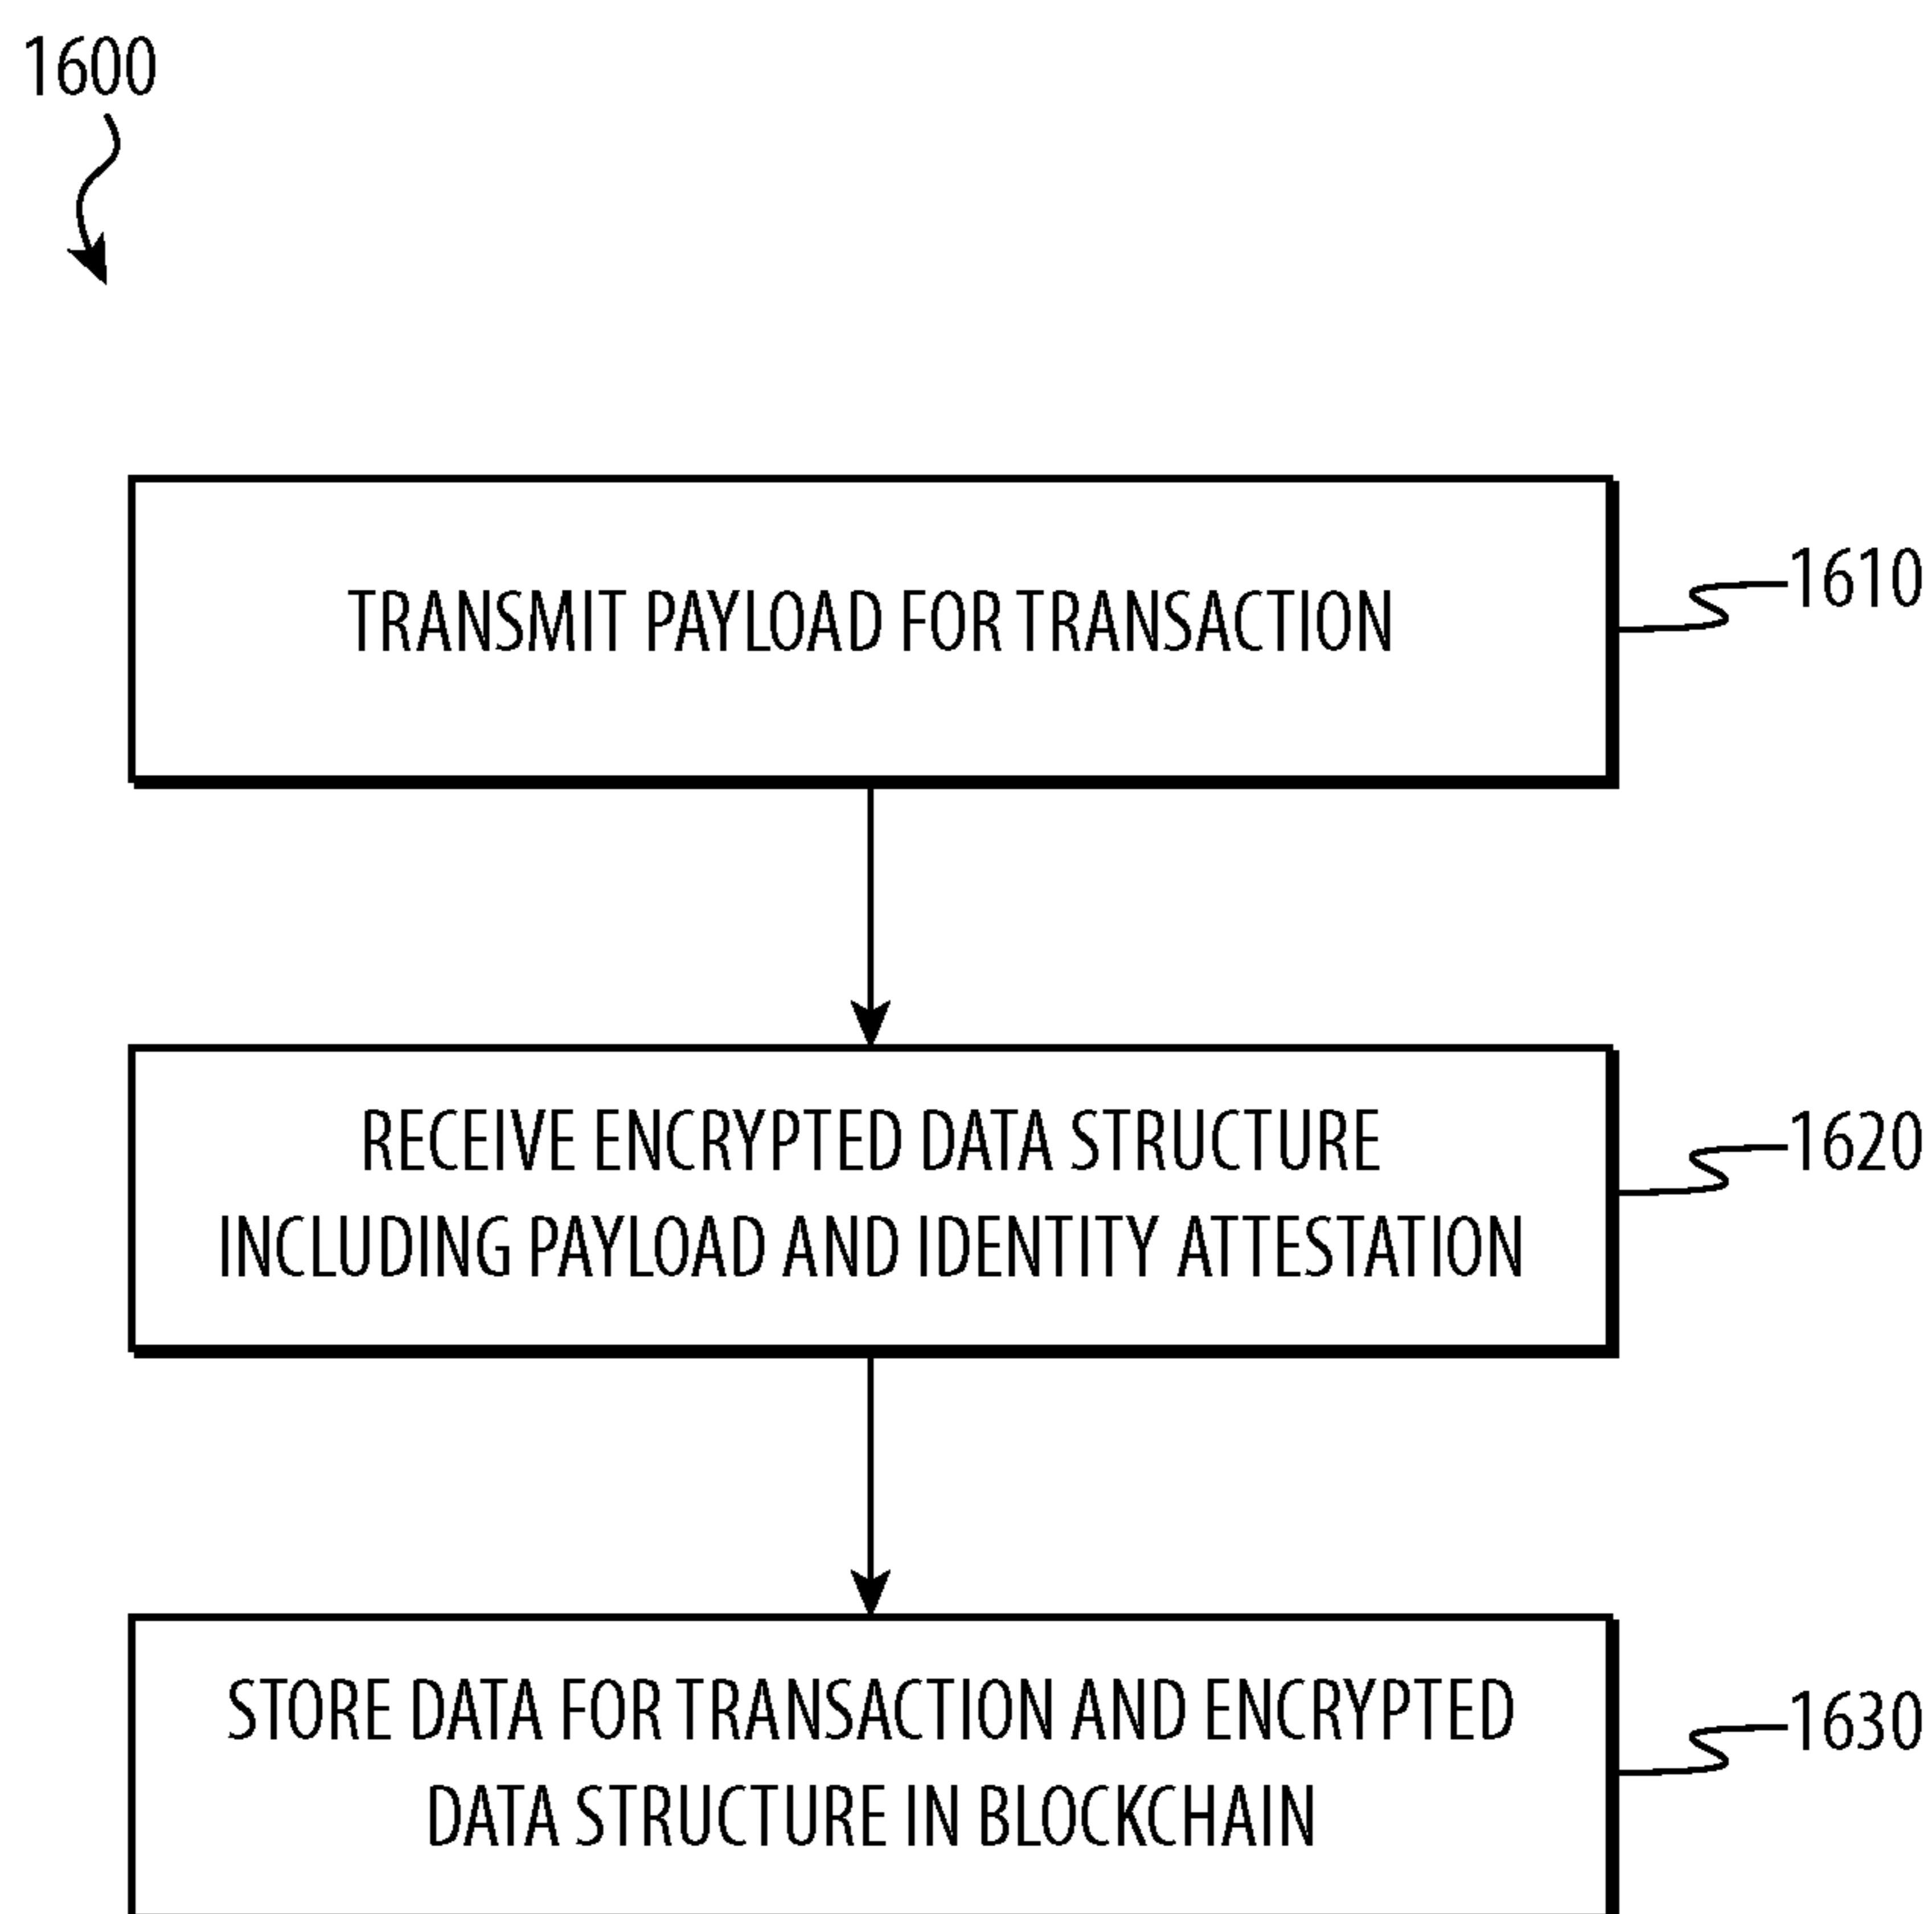 1600
TRANSMIT PAYLOAD FOR TRANSACTION
1610
RECEIVE ENCRYPTED DATA STRUCTURE
INCLUDING PAYLOAD AND IDENTITY ATTESTATION
1620
STORE DATA FOR TRANSACTION AND ENCRYPTED
DATA STRUCTURE IN BLOCKCHAIN
1630